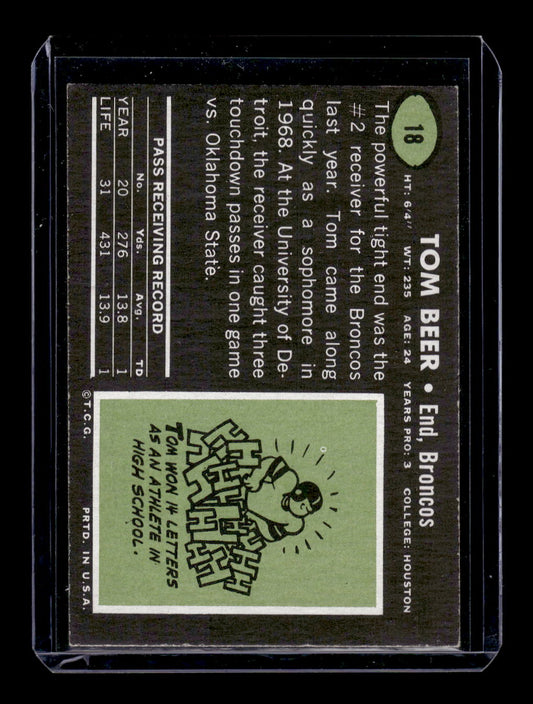 18
TOM BEER • End, Broncos
HT: 6'4" WT: 235 AGE: 24 YEARS PRO: 3 COLLEGE: HOUSTON
The powerful tight end was the
#2 receiver for the Broncos
last year. Tom came along
quickly as a sophomore in
1968. At the University of De-
troit, the receiver caught three
touchdown passes in one game
vs. Oklahoma State.
PASS RECEIVING RECORD
No. Yds. Avg. TD
YEAR 20 276 13.8 1
LIFE 31 431 13.9 1
TOM WON 14 LETTERS
AS AN ATHLETE IN
HIGH SCHOOL.
©T.C.G. PRTD. IN U.S.A.